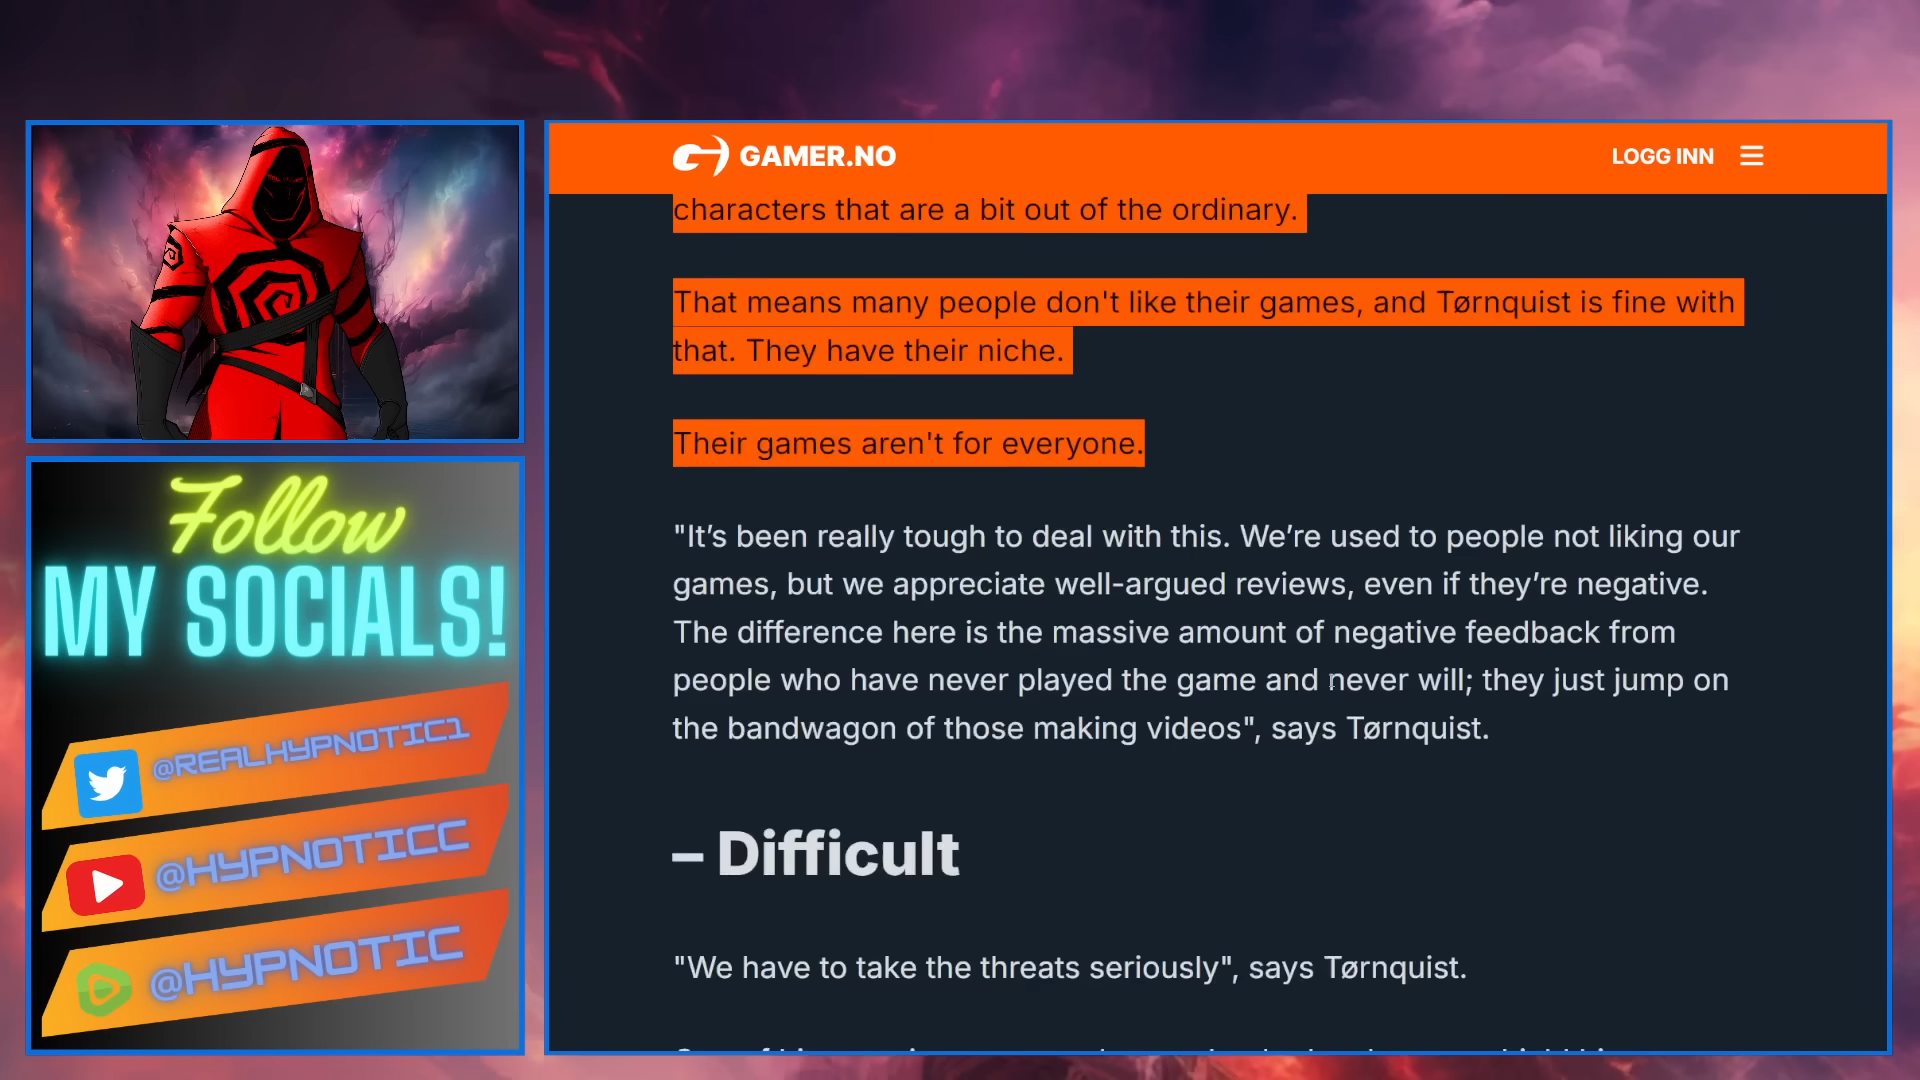 GAMER.NO
LOGG INN
characters that are a bit out of the ordinary.
That means many people don't like their games, and Tørnquist is fine with
that. They have their niche.
Their games aren't for everyone.
"It’s been really tough to deal with this. We’re used to people not liking our
games, but we appreciate well-argued reviews, even if they’re negative.
The difference here is the massive amount of negative feedback from
people who have never played the game and never will; they just jump on
the bandwagon of those making videos", says Tørnquist.
– Difficult
"We have to take the threats seriously", says Tørnquist.
Follow
MY SOCIALS!
@REALHYPNOTIC1
@HYPNOTICC
@HYPNOTIC